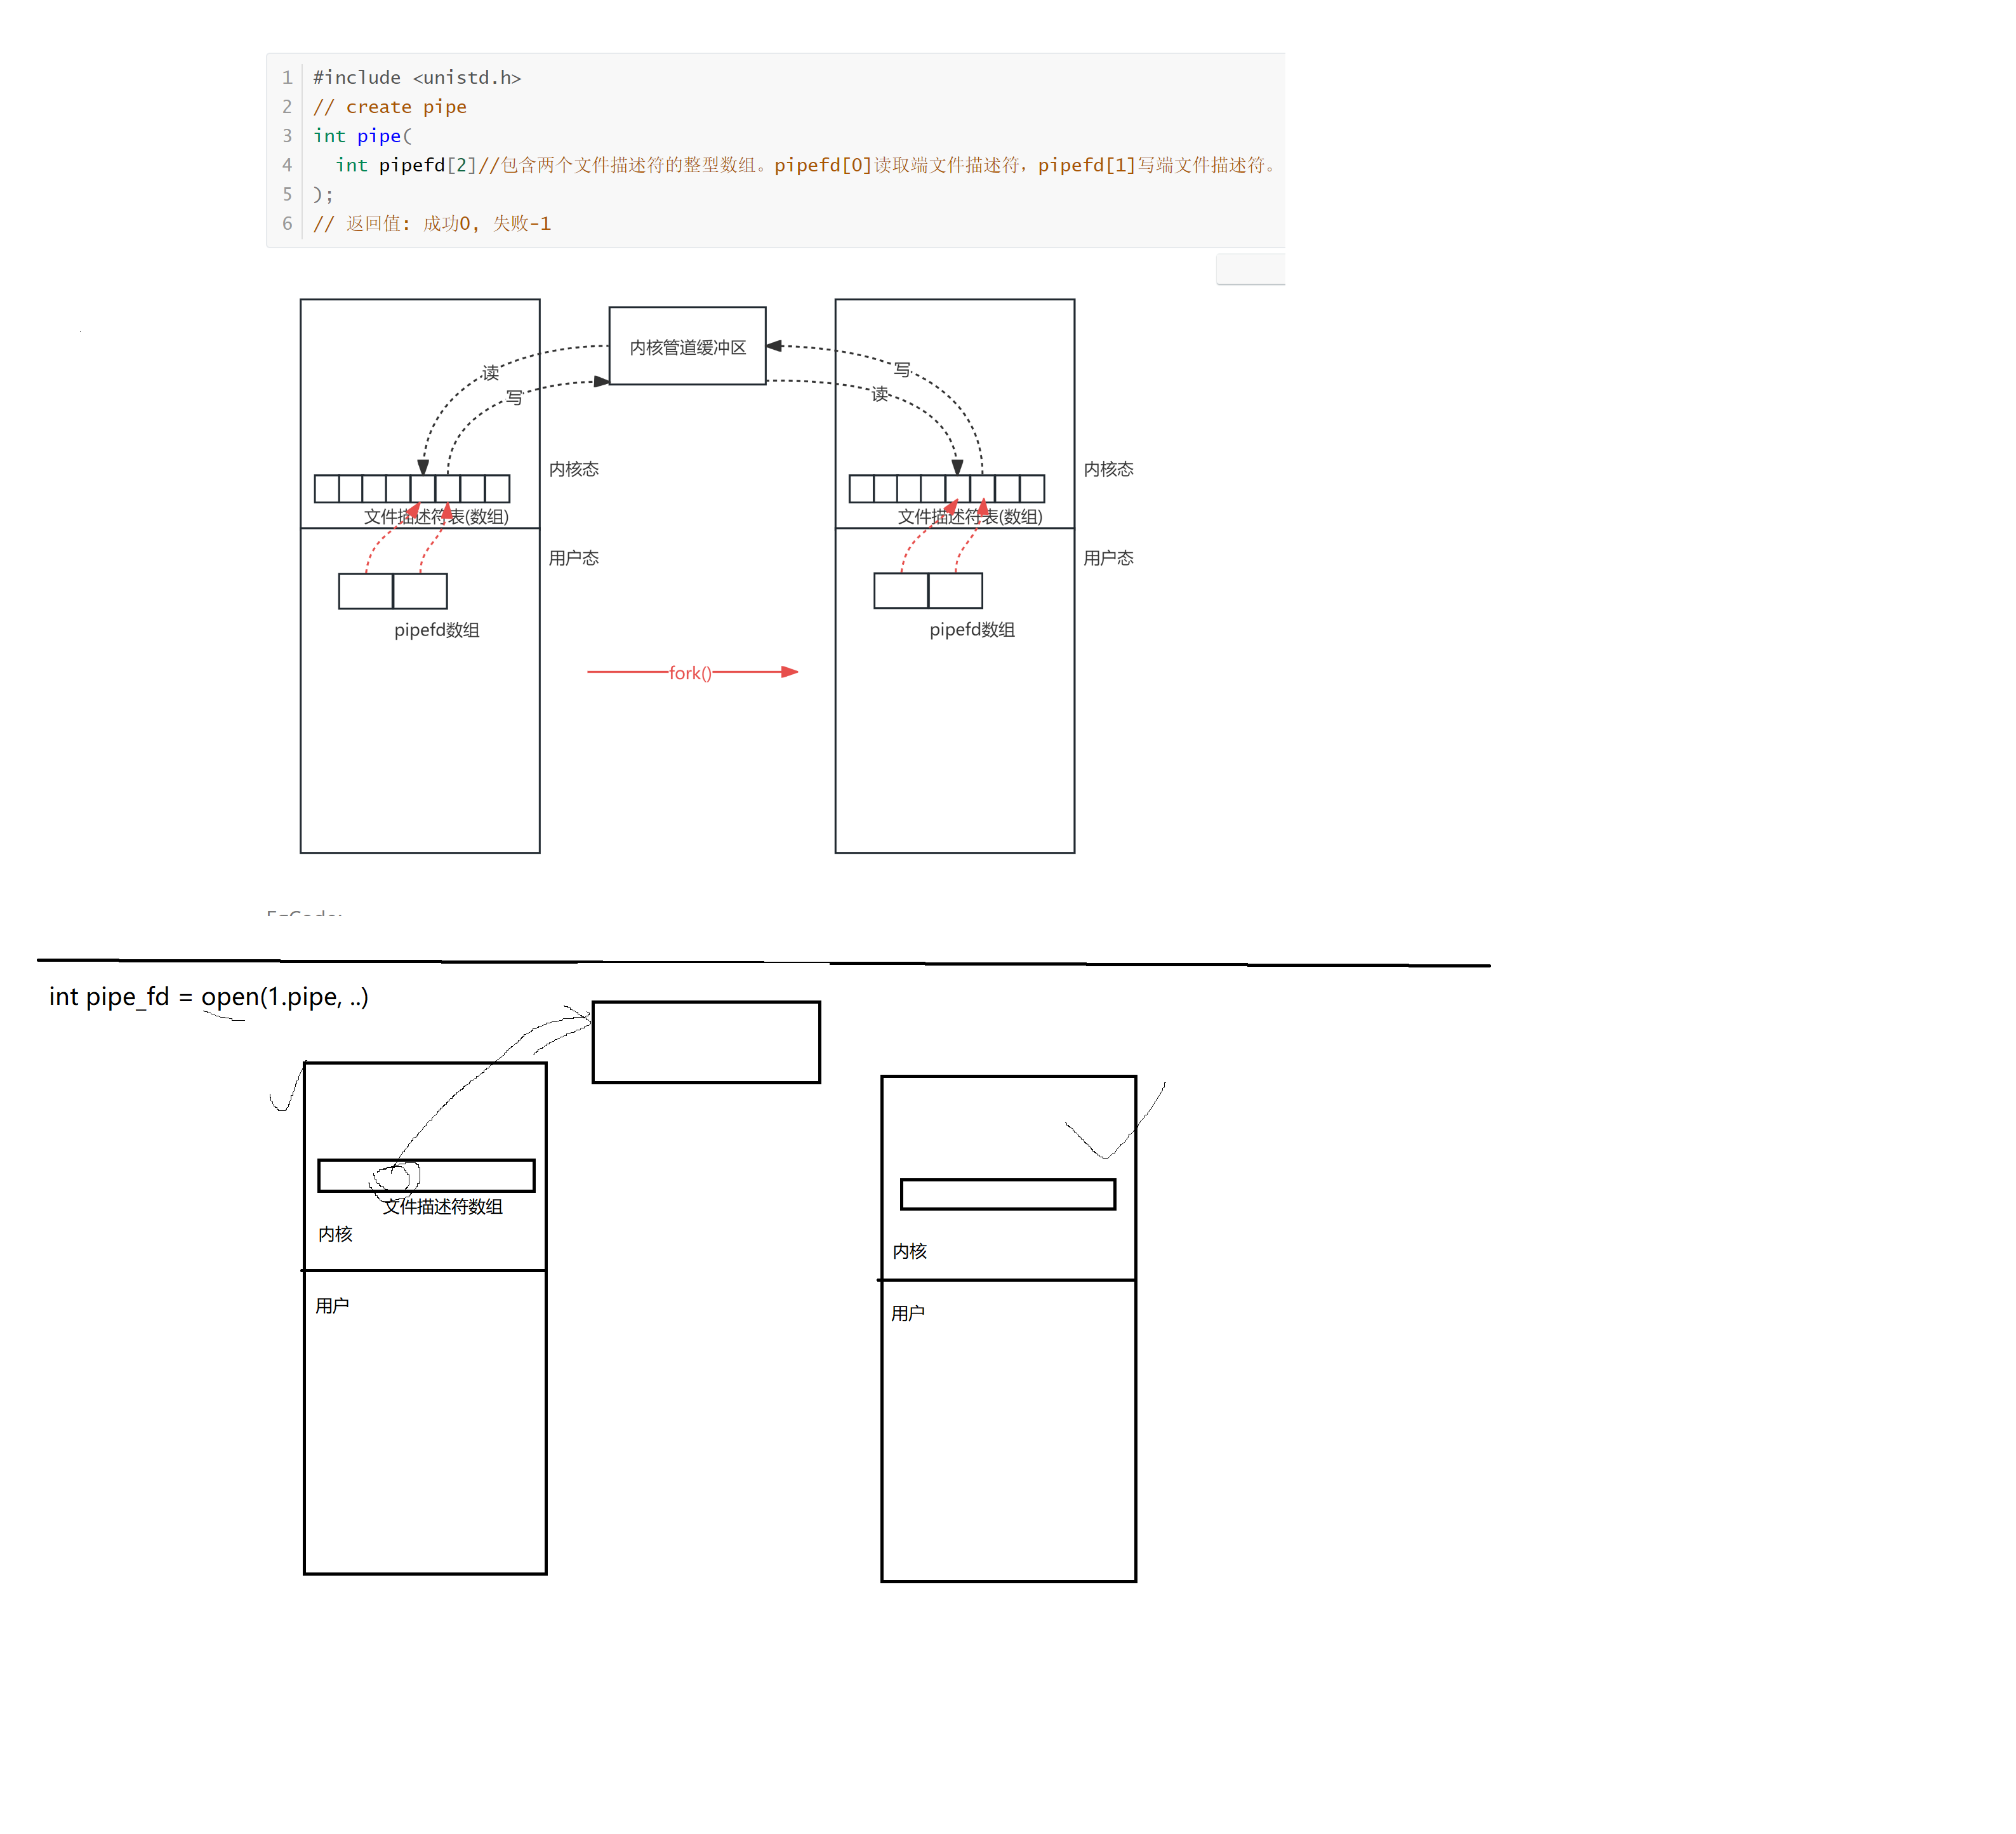 1 #include <unistd.h>
2 // create pipe
3 int pipe(
4 int pipefd[2]//包含两个文件描述符的整型数组。pipefd[0]读取端文件描述符，pipefd[1]写端文件描述符。
5 );
6 // 返回值: 成功0, 失败-1
内核管道缓冲区
读
写
写
读
内核态
内核态
文件描述符表(数组)
文件描述符表(数组)
用户态
用户态
pipefd数组
pipefd数组
fork()
int pipe_fd = open(1.pipe, ..)
文件描述符数组
内核
内核
用户
用户